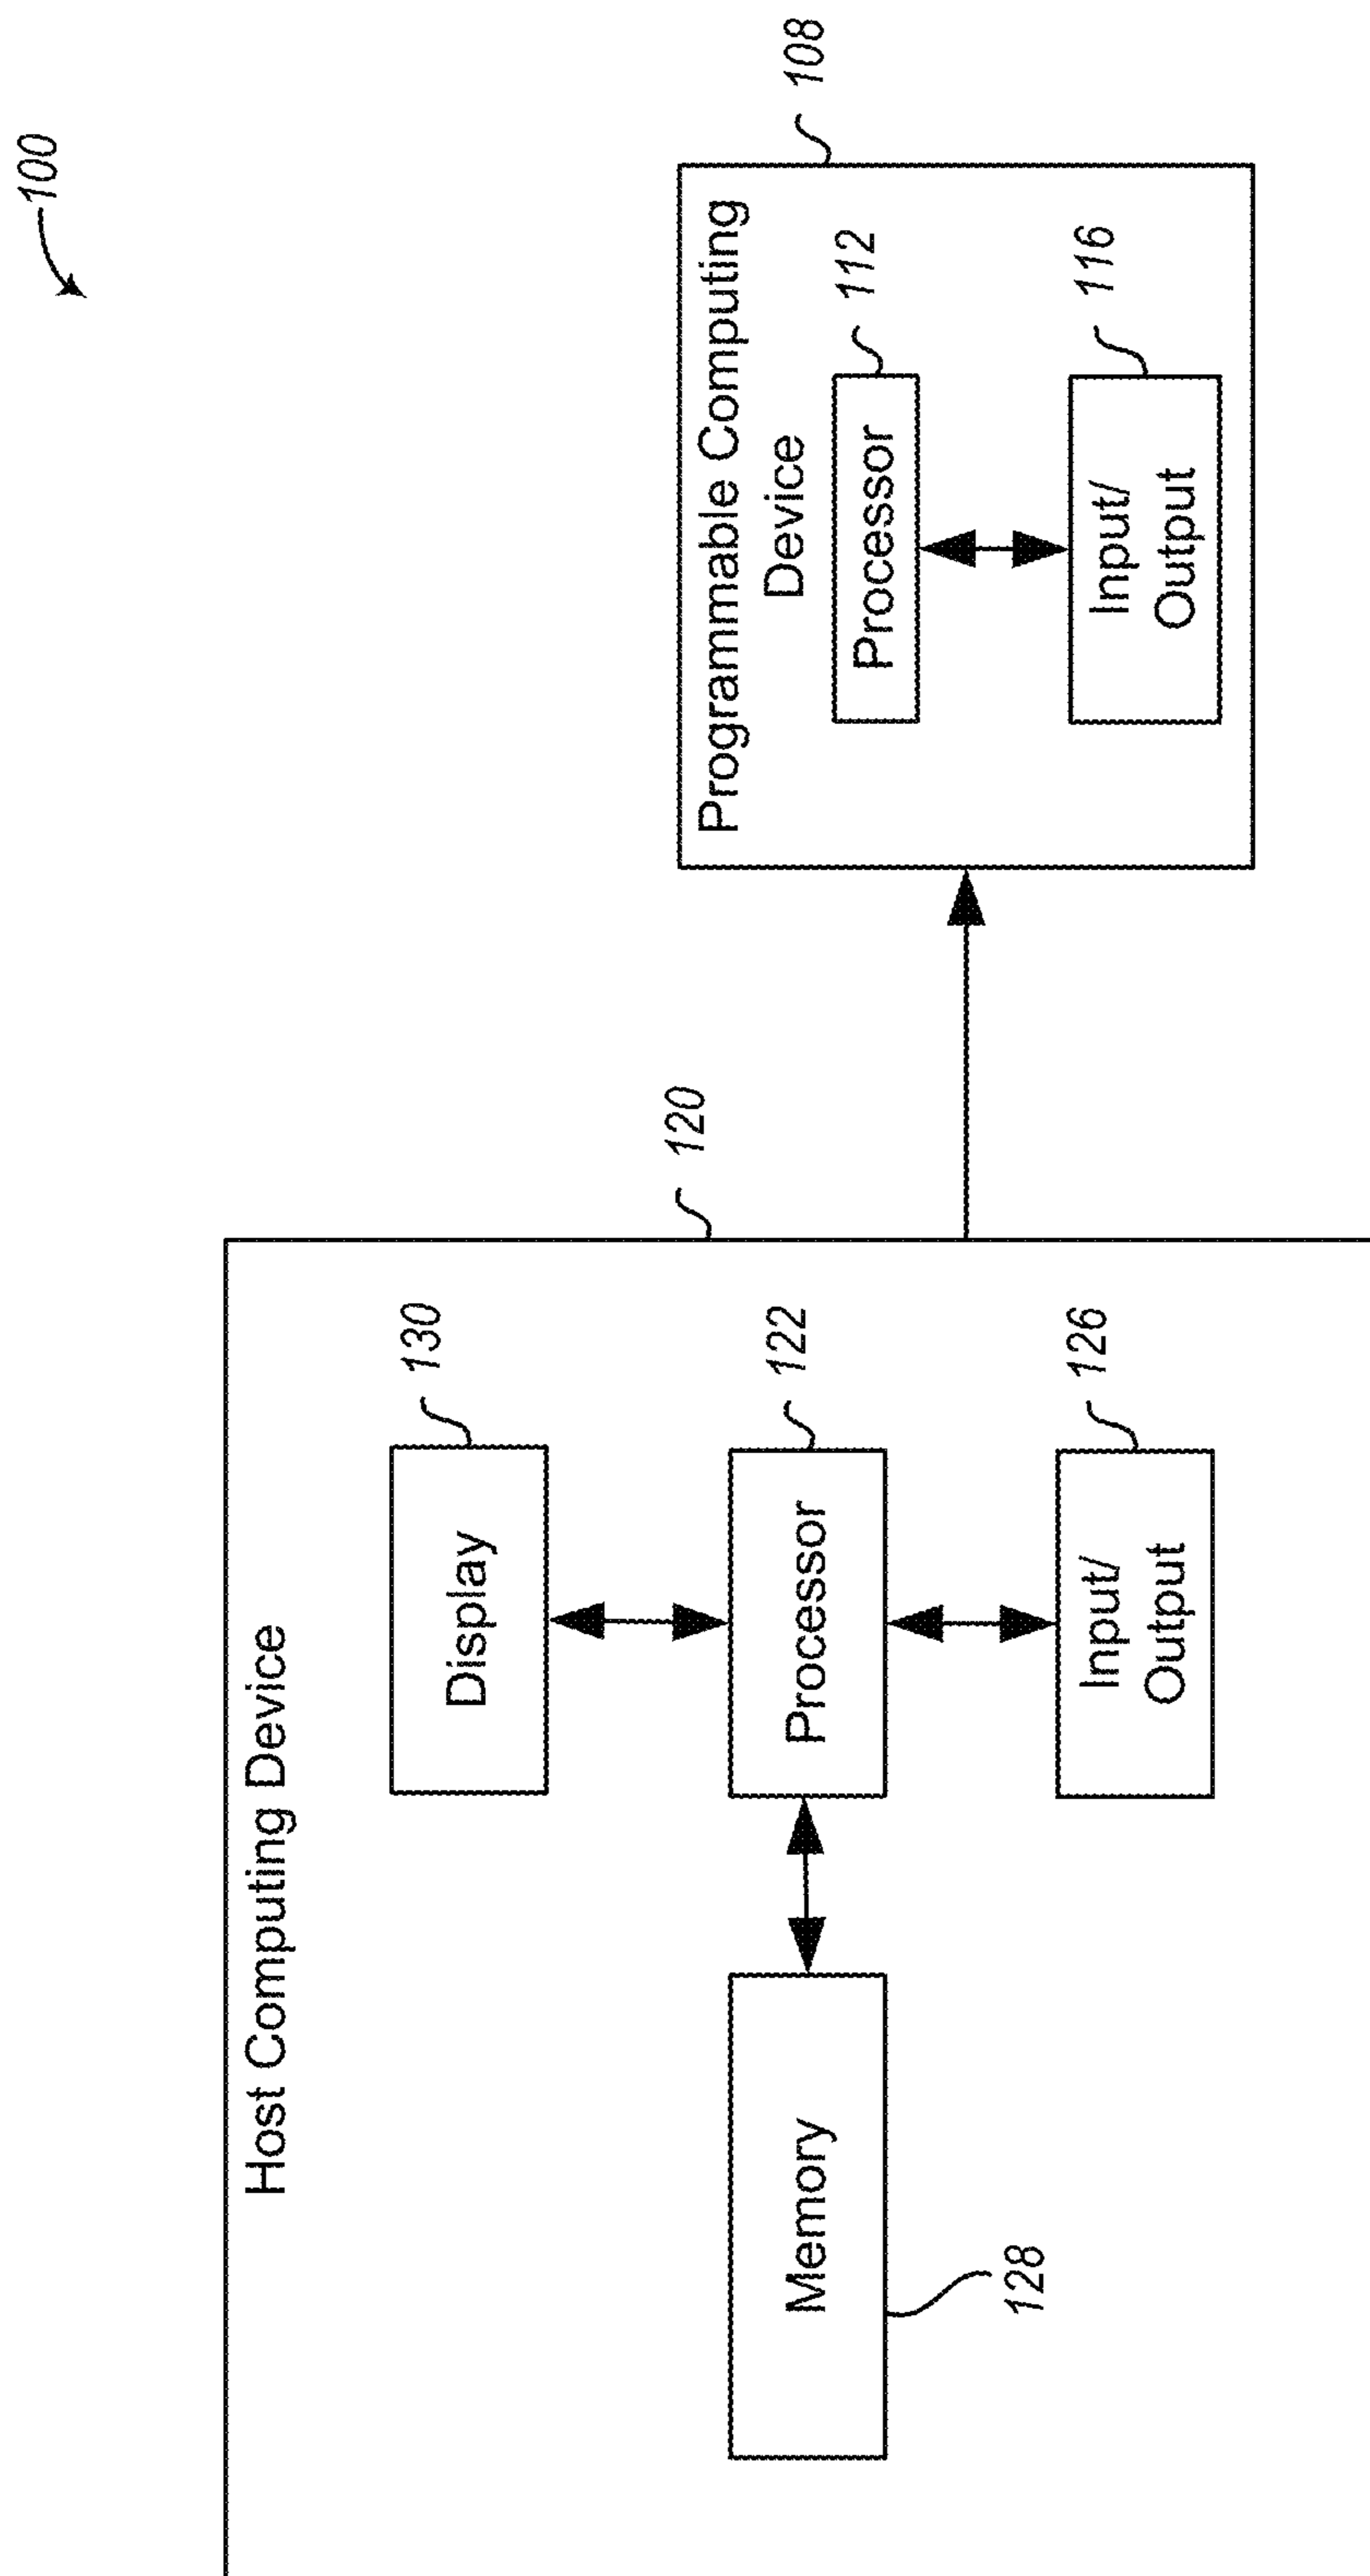 100
Host Computing Device
120
Display
130
Memory
128
Processor
122
Input/
Output
126
Programmable Computing
Device
108
Processor
112
Input/
Output
116